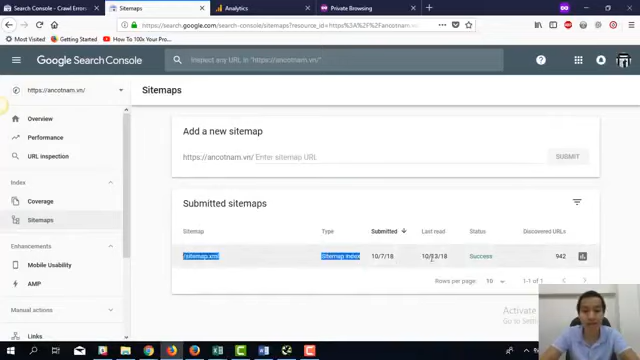 Search Console - Crawl Errors
Sitemaps
Analytics
Private Browsing
https://search.google.com/search-console/sitemaps?resource_id=https%3A%2F%2Fancotnam.vn%
Search
Most Visited
Getting Started
How To 100x Your Pro...
Google Search Console
Inspect any URL in "https://ancotnam.vn/"
https://ancotnam.vn/
Sitemaps
Overview
Performance
URL inspection
Index
Coverage
Sitemaps
Enhancements
Mobile Usability
AMP
Manual actions
Links
Add a new sitemap
https://ancotnam.vn/ Enter sitemap URL
SUBMIT
Submitted sitemaps
Sitemap Type Submitted Last read Status Discovered URLs
/sitemap.xml Sitemap index 10/7/18 10/13/18 Success 942
Rows per page: 10 1-1 of 1
Activate
Go to Setti